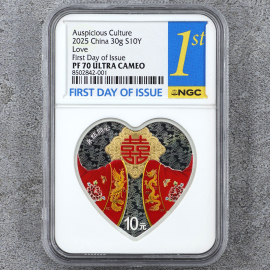 Auspicious Culture
2025 China 30g S10Y
Love
First Day of Issue
PF 70 ULTRA CAMEO
8502842-001
1st
FIRST DAY OF ISSUE
NGC
囍
10元